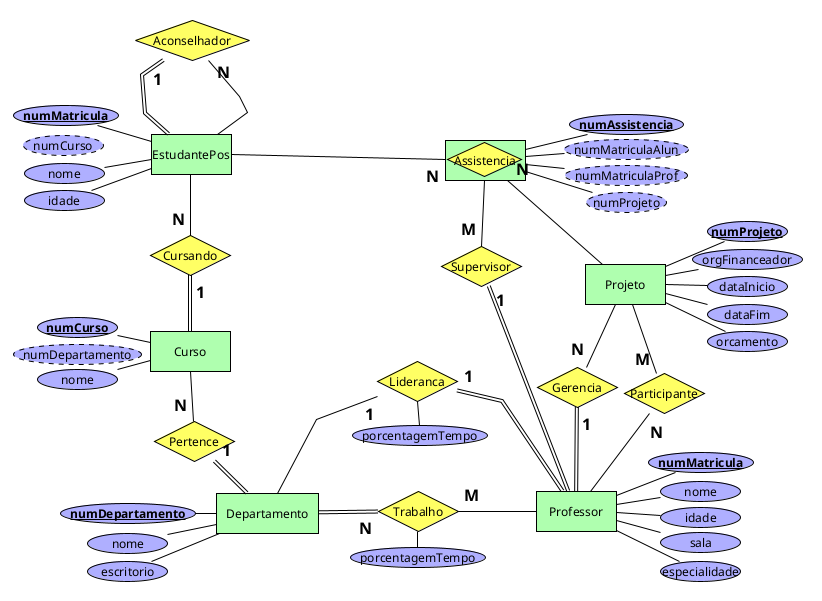 Aconselhador
1
N
numMatricula
numCurso
nome
idade
EstudantePos
Assistencia
N
N
numAssistencia
numMatriculaAlun
numMatriculaProf
numProjeto
N
Cursando
1
M
Supervisor
1
Projeto
numProjeto
orgFinanceador
dataInicio
dataFim
orcamento
numCurso
numDepartamento
nome
Curso
N
Pertence
1
Lideranca
1
1
porcentagemTempo
N
Gerencia
1
M
Participante
N
numDepartamento
nome
escritorio
Departamento
N
Trabalho
M
porcentagemTempo
Professor
numMatricula
nome
idade
sala
especialidade